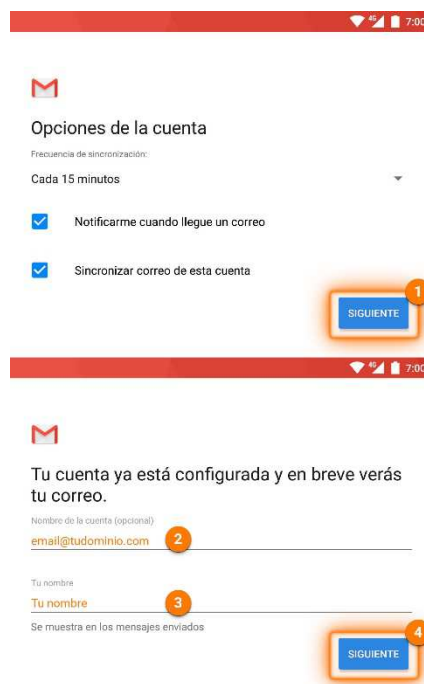 4G 7:00
Opciones de la cuenta
Frecuencia de sincronización:
Cada 15 minutos
Notificarme cuando llegue un correo
Sincronizar correo de esta cuenta
1
SIGUIENTE
4G 7:00
Tu cuenta ya está configurada y en breve verás
tu correo.
Nombre de la cuenta (opcional)
email@tudominio.com 2
Tu nombre
Tu nombre 3
Se muestra en los mensajes enviados
4
SIGUIENTE